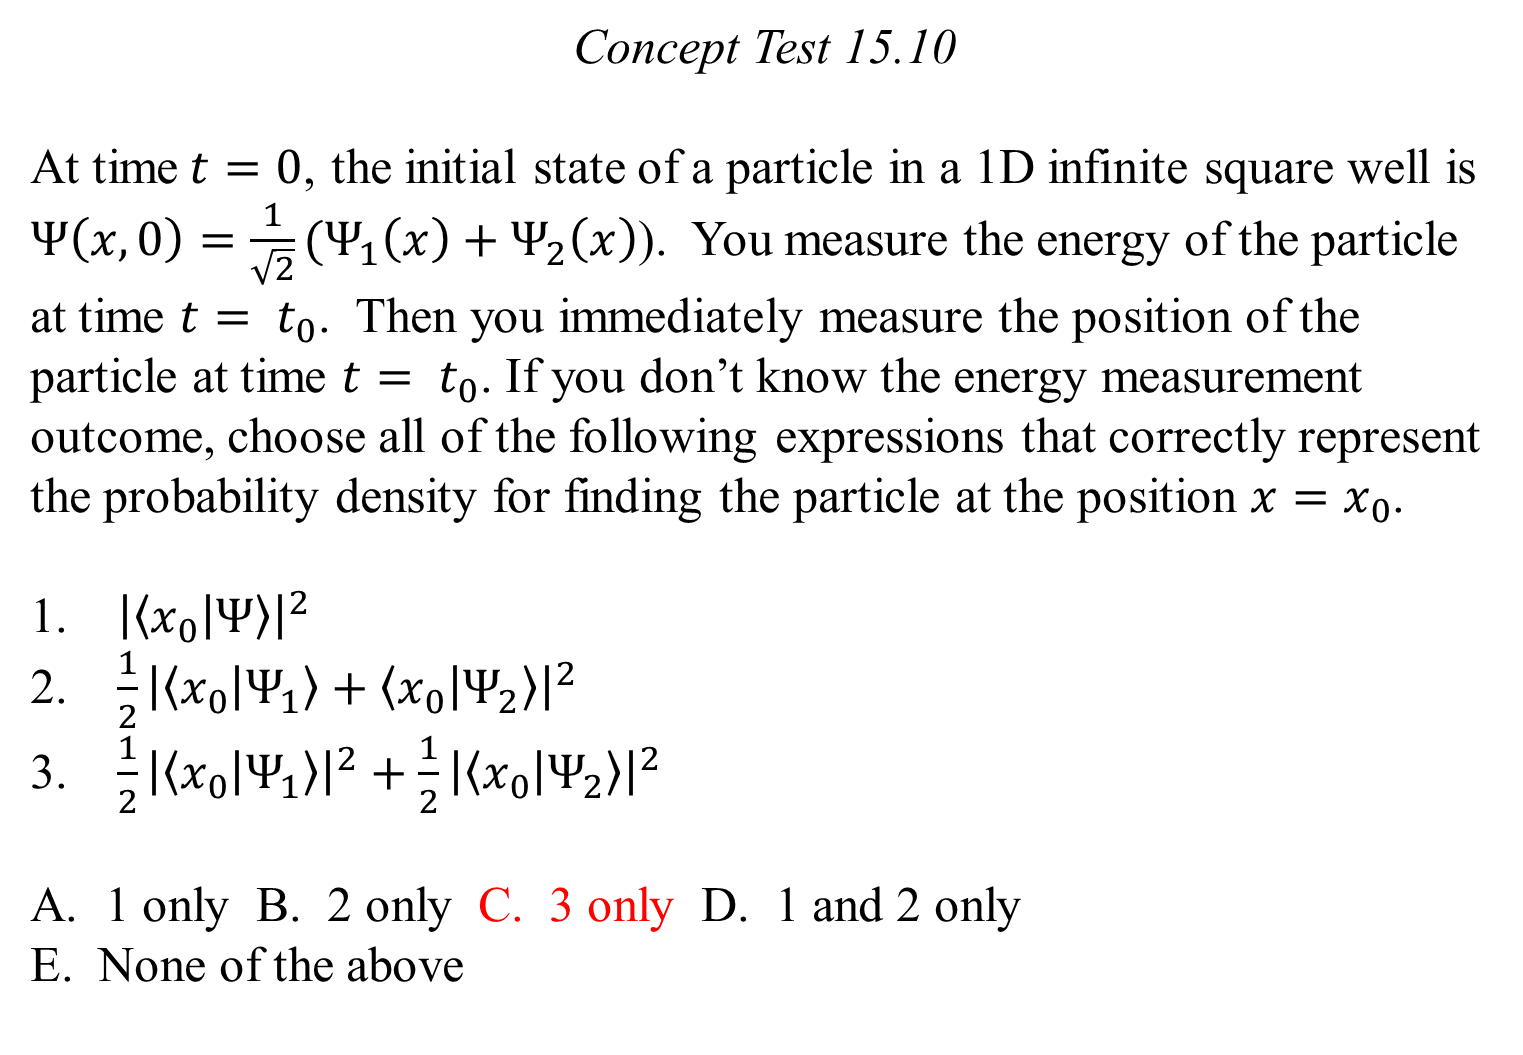 Concept Test 15.10
At time t = 0, the initial state of a particle in a 1D infinite square well is
Ψ(x, 0) = 1/√2 (Ψ₁(x) + Ψ₂(x)). You measure the energy of the particle
at time t = t₀. Then you immediately measure the position of the
particle at time t = t₀. If you don’t know the energy measurement
outcome, choose all of the following expressions that correctly represent
the probability density for finding the particle at the position x = x₀.
1. |⟨x₀|Ψ⟩|²
2. 1/2 |⟨x₀|Ψ₁⟩ + ⟨x₀|Ψ₂⟩|²
3. 1/2 |⟨x₀|Ψ₁⟩|² + 1/2 |⟨x₀|Ψ₂⟩|²
A. 1 only B. 2 only C. 3 only D. 1 and 2 only
E. None of the above